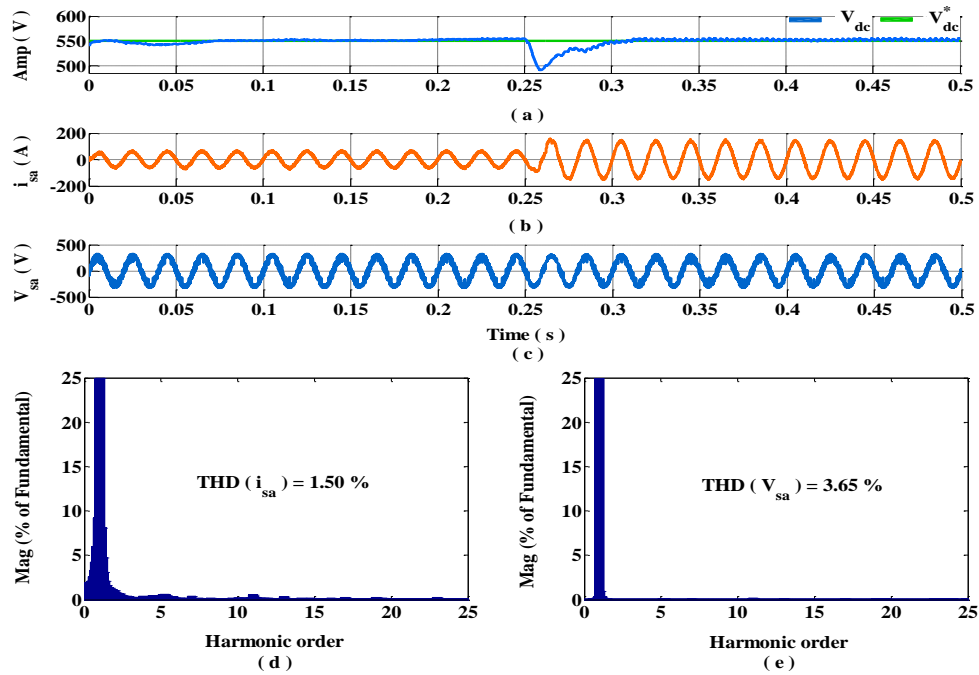 V_dc V*_dc
Amp (V)
600
550
500
0 0.05 0.1 0.15 0.2 0.25 0.3 0.35 0.4 0.45 0.5
( a )
i_sa ( A )
200
0
-200
0 0.05 0.1 0.15 0.2 0.25 0.3 0.35 0.4 0.45 0.5
( b )
V_sa ( V )
500
0
-500
0 0.05 0.1 0.15 0.2 0.25 0.3 0.35 0.4 0.45 0.5
Time ( s )
( c )
Mag (% of Fundamental)
25
20
15
10
5
0
THD ( i_sa ) = 1.50 %
0 5 10 15 20 25
Harmonic order
( d )
Mag (% of Fundamental)
25
20
15
10
5
0
THD ( V_sa ) = 3.65 %
0 5 10 15 20 25
Harmonic order
( e )